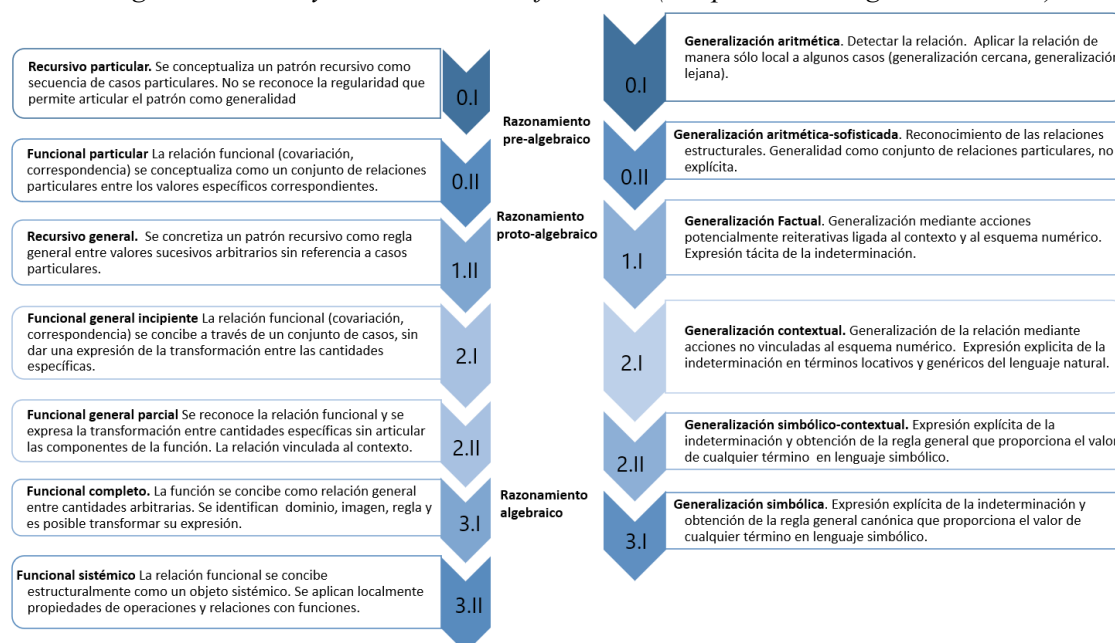 Recursivo particular. Se conceptualiza un patrón recursivo como
secuencia de casos particulares. No se reconoce la regularidad que
permite articular el patrón como generalidad
0.I
Funcional particular La relación funcional (covariación,
correspondencia) se conceptualiza como un conjunto de relaciones
particulares entre los valores específicos correspondientes.
0.II
Recursivo general. Se concretiza un patrón recursivo como regla
general entre valores sucesivos arbitrarios sin referencia a casos
particulares.
1.II
Funcional general incipiente La relación funcional (covariación,
correspondencia) se concibe a través de un conjunto de casos, sin
dar una expresión de la transformación entre las cantidades
específicas.
2.I
Funcional general parcial Se reconoce la relación funcional y se
expresa la transformación entre cantidades específicas sin articular
las componentes de la función. La relación vinculada al contexto.
2.II
Funcional completo. La función se concibe como relación general
entre cantidades arbitrarias. Se identifican dominio, imagen, regla y
es posible transformar su expresión.
3.I
Funcional sistémico La relación funcional se concibe
estructuralmente como un objeto sistémico. Se aplican localmente
propiedades de operaciones y relaciones con funciones.
3.II
Razonamiento
pre-algebraico
Razonamiento
proto-algebraico
Razonamiento
algebraico
0.I
Generalización aritmética. Detectar la relación. Aplicar la relación de
manera sólo local a algunos casos (generalización cercana, generalización
lejana).
0.II
Generalización aritmética-sofisticada. Reconocimiento de las relaciones
estructurales. Generalidad como conjunto de relaciones particulares, no
explícita.
1.I
Generalización Factual. Generalización mediante acciones
potencialmente reiterativas ligada al contexto y al esquema numérico.
Expresión tácita de la indeterminación.
2.I
Generalización contextual. Generalización de la relación mediante
acciones no vinculadas al esquema numérico. Expresión explicita de la
indeterminación en términos locativos y genéricos del lenguaje natural.
2.II
Generalización simbólico-contextual. Expresión explícita de la
indeterminación y obtención de la regla general que proporciona el valor
de cualquier término en lenguaje simbólico.
3.I
Generalización simbólica. Expresión explícita de la indeterminación y
obtención de la regla general canónica que proporciona el valor de
cualquier término en lenguaje simbólico.